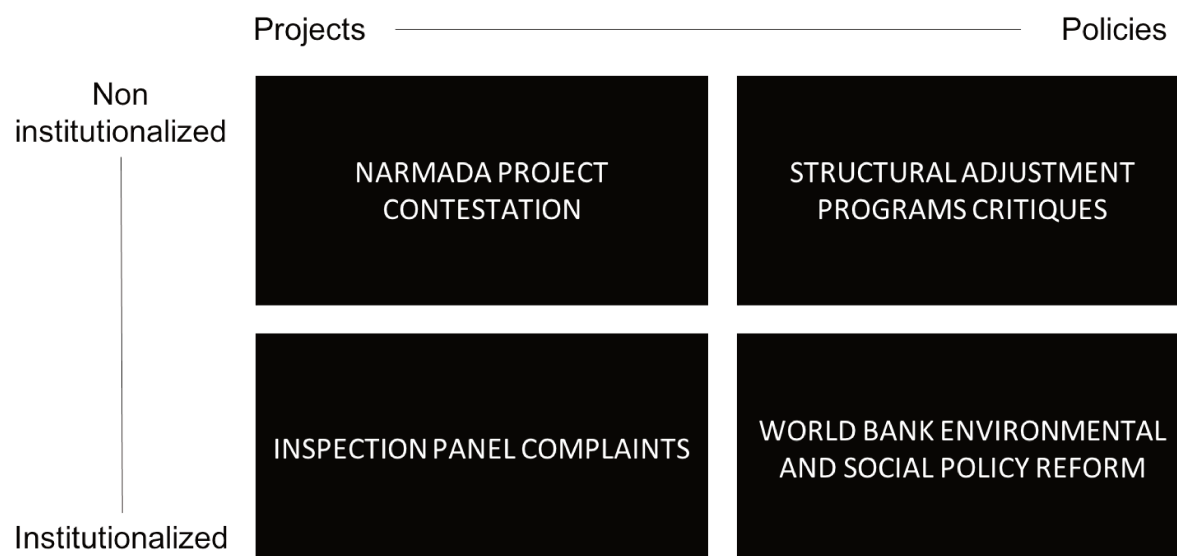 Projects
Policies
Non
institutionalized
NARMADA PROJECT
CONTESTATION
STRUCTURAL ADJUSTMENT
PROGRAMS CRITIQUES
INSPECTION PANEL COMPLAINTS
WORLD BANK ENVIRONMENTAL
AND SOCIAL POLICY REFORM
Institutionalized